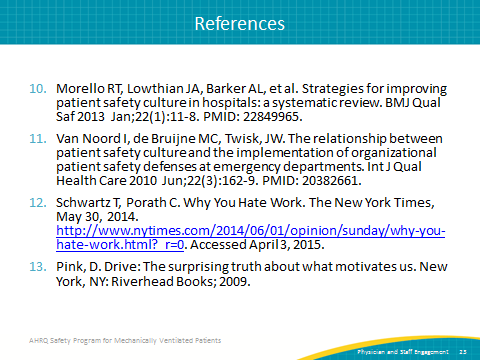 References
10. Morello RT, Lowthian JA, Barker AL, et al. Strategies for improving
patient safety culture in hospitals: a systematic review. BMJ Qual
Saf 2013 Jan;22(1):11-8. PMID: 22849965.
11. Van Noord I, de Bruijne MC, Twisk, JW. The relationship between
patient safety culture and the implementation of organizational
patient safety defenses at emergency departments. Int J Qual
Health Care 2010 Jun;22(3):162-9. PMID: 20382661.
12. Schwartz T, Porath C. Why You Hate Work. The New York Times,
May 30, 2014.
http://www.nytimes.com/2014/06/01/opinion/sunday/why-you-
hate-work.html?_r=0. Accessed April 3, 2015.
13. Pink, D. Drive: The surprising truth about what motivates us. New
York, NY: Riverhead Books; 2009.
AHRQ Safety Program for Mechanically Ventilated Patients
Physician and Staff Engagement 25